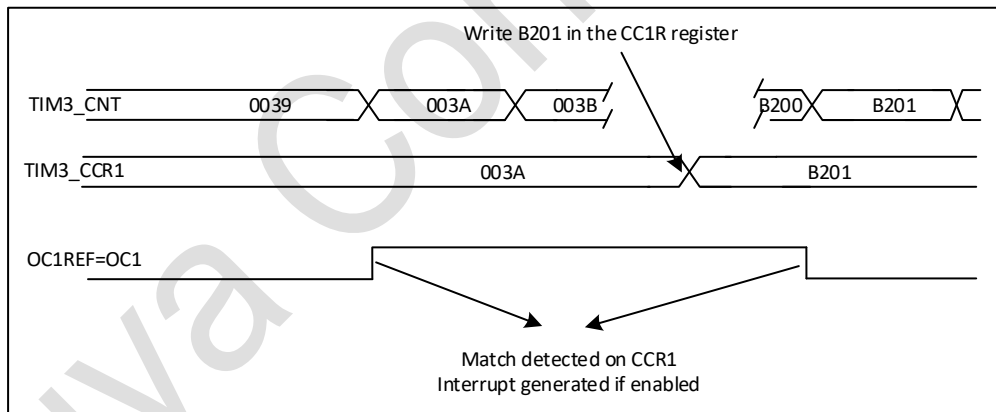 Write B201 in the CC1R register
TIM3_CNT 0039 003A 003B B200 B201
TIM3_CCR1 003A B201
OC1REF=OC1
Match detected on CCR1
Interrupt generated if enabled